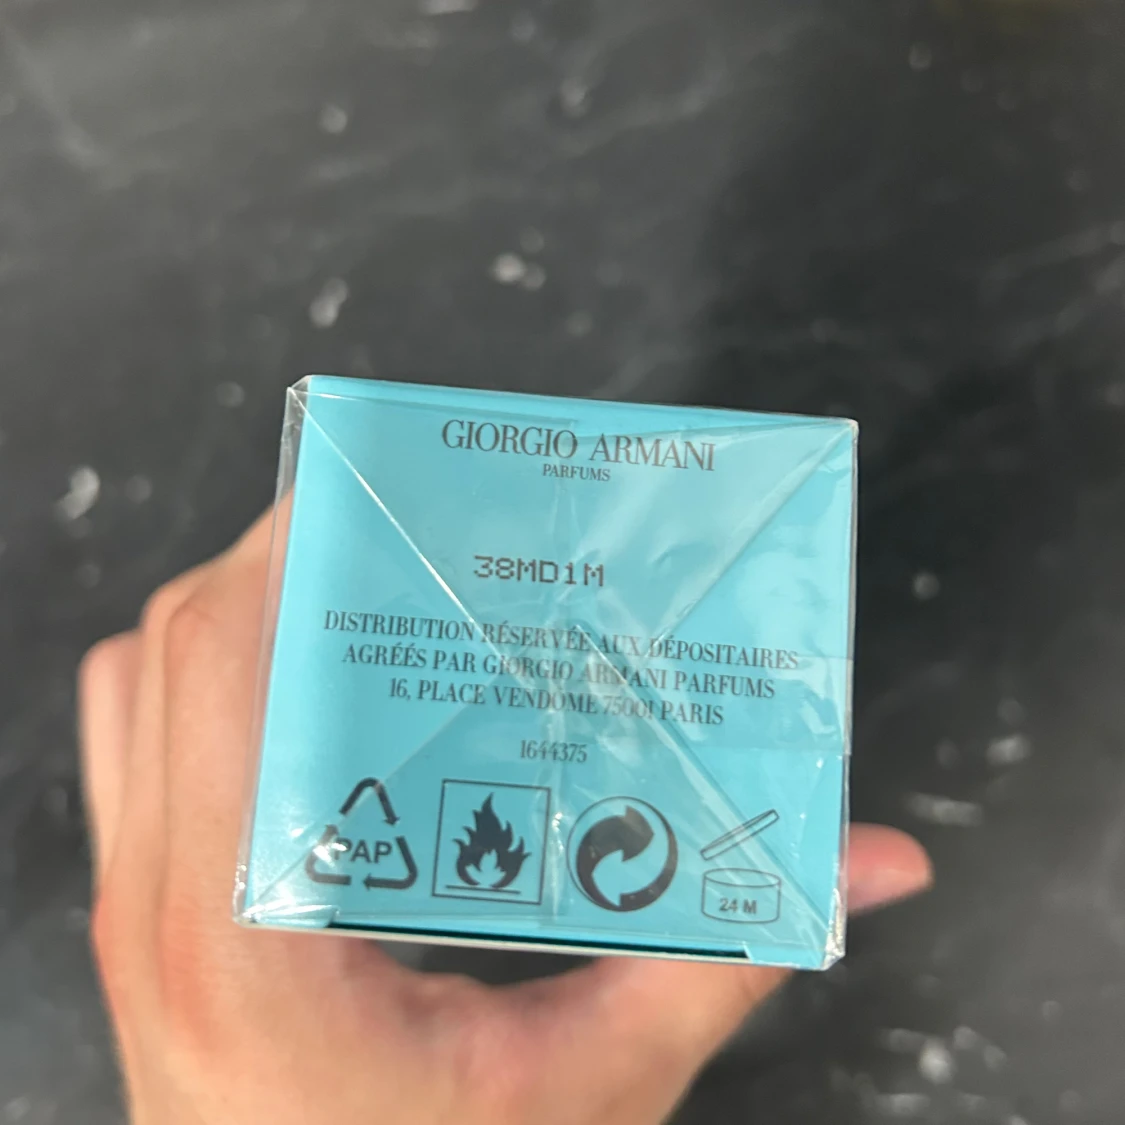 GIORGIO ARMANI
PARFUMS
38MD1M
DISTRIBUTION RÉSERVÉE AUX DÉPOSITAIRES
AGRÉÉS PAR GIORGIO ARMANI PARFUMS
16, PLACE VENDÔME 75001 PARIS
1644375
PAP
24 M